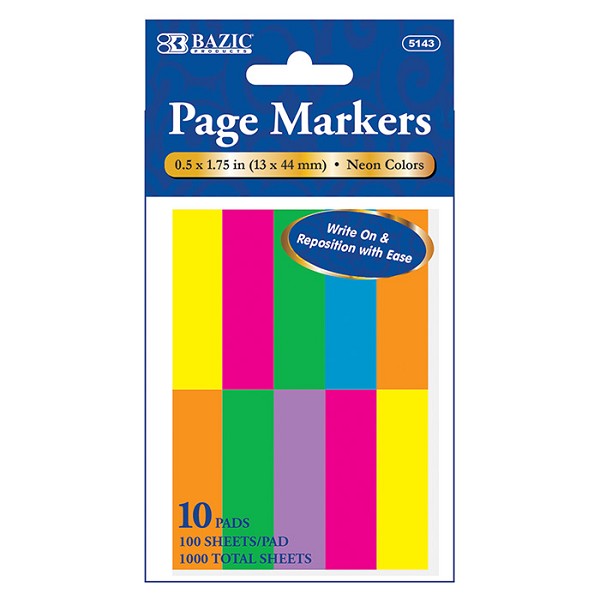 BAZIC
PRODUCTS
5143
Page Markers
0.5 x 1.75 in (13 x 44 mm) • Neon Colors
Write On &
Reposition with Ease
10 PADS
100 SHEETS/PAD
1000 TOTAL SHEETS